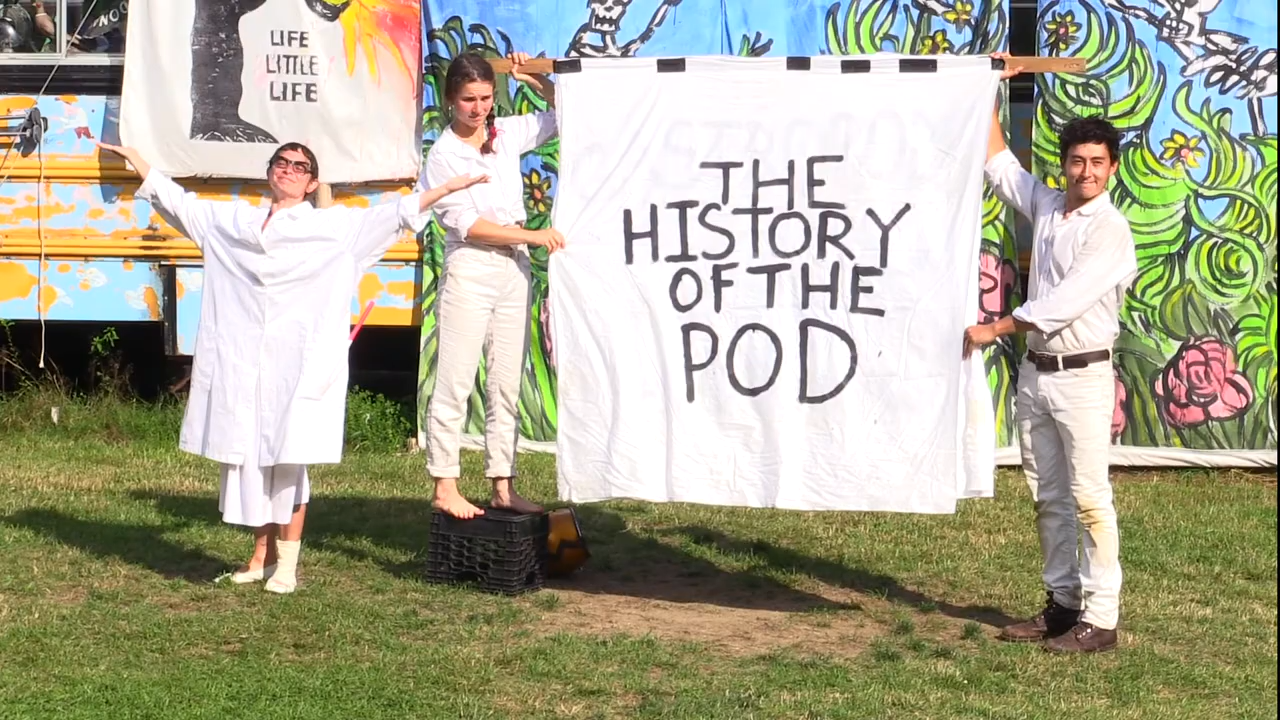 LIFE
LITTLE
LIFE
THE
HISTORY
OF THE
POD